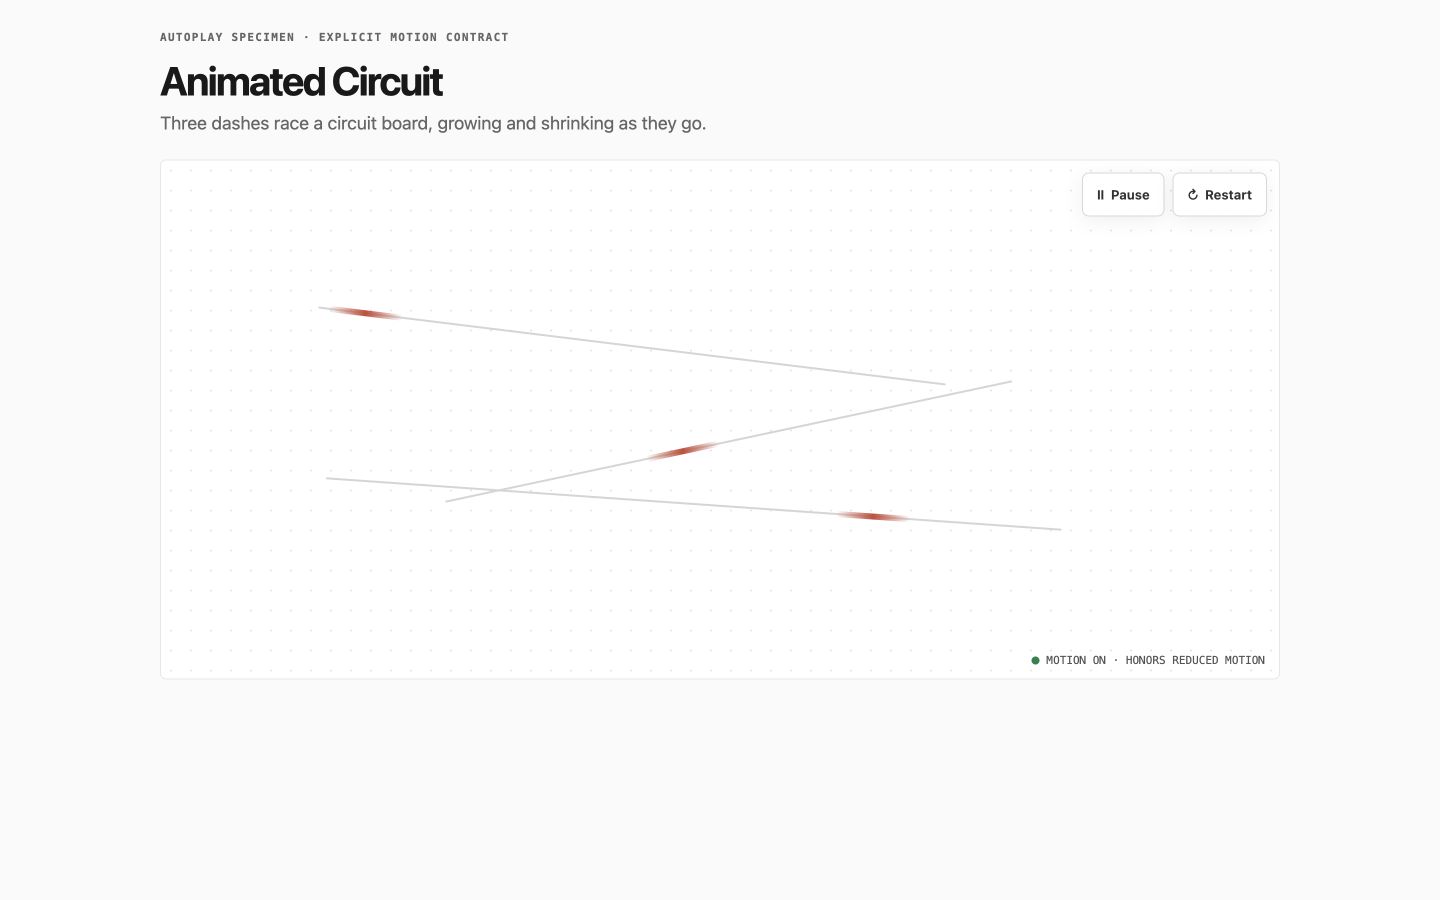 AUTOPLAY SPECIMEN · EXPLICIT MOTION CONTRACT
Animated Circuit
Three dashes race a circuit board, growing and shrinking as they go.
Pause
Restart
MOTION ON · HONORS REDUCED MOTION